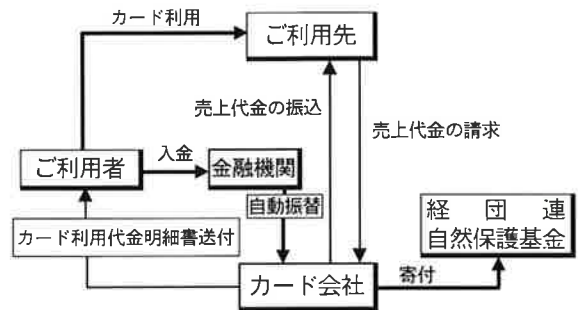 カード利用
ご利用先
売上代金の振込
売上代金の請求
ご利用者
入金
金融機関
自動振替
カード利用代金明細書送付
経団連
自然保護基金
カード会社
寄付